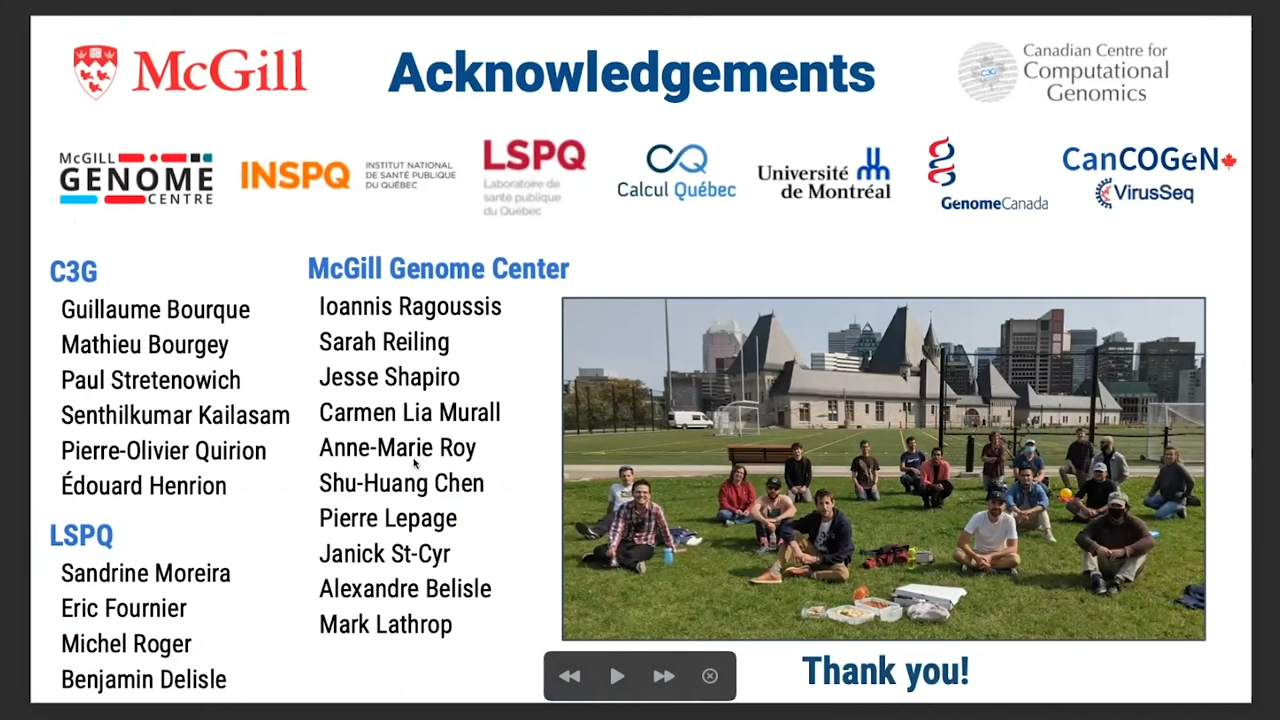 McGill
Acknowledgements
Canadian Centre for
Computational
Genomics
C3G
McGILL
GENOME
CENTRE
INSPQ
INSTITUT NATIONAL
DE SANTÉ PUBLIQUE
DU QUÉBEC
LSPQ
Laboratoire de
santé publique
du Québec
Calcul Québec
Université
de Montréal
GenomeCanada
CanCOGeN
VirusSeq
C3G
Guillaume Bourque
Mathieu Bourgey
Paul Stretenowich
Senthilkumar Kailasam
Pierre-Olivier Quirion
Édouard Henrion
LSPQ
Sandrine Moreira
Eric Fournier
Michel Roger
Benjamin Delisle
McGill Genome Center
Ioannis Ragoussis
Sarah Reiling
Jesse Shapiro
Carmen Lia Murall
Anne-Marie Roy
Shu-Huang Chen
Pierre Lepage
Janick St-Cyr
Alexandre Belisle
Mark Lathrop
Thank you!